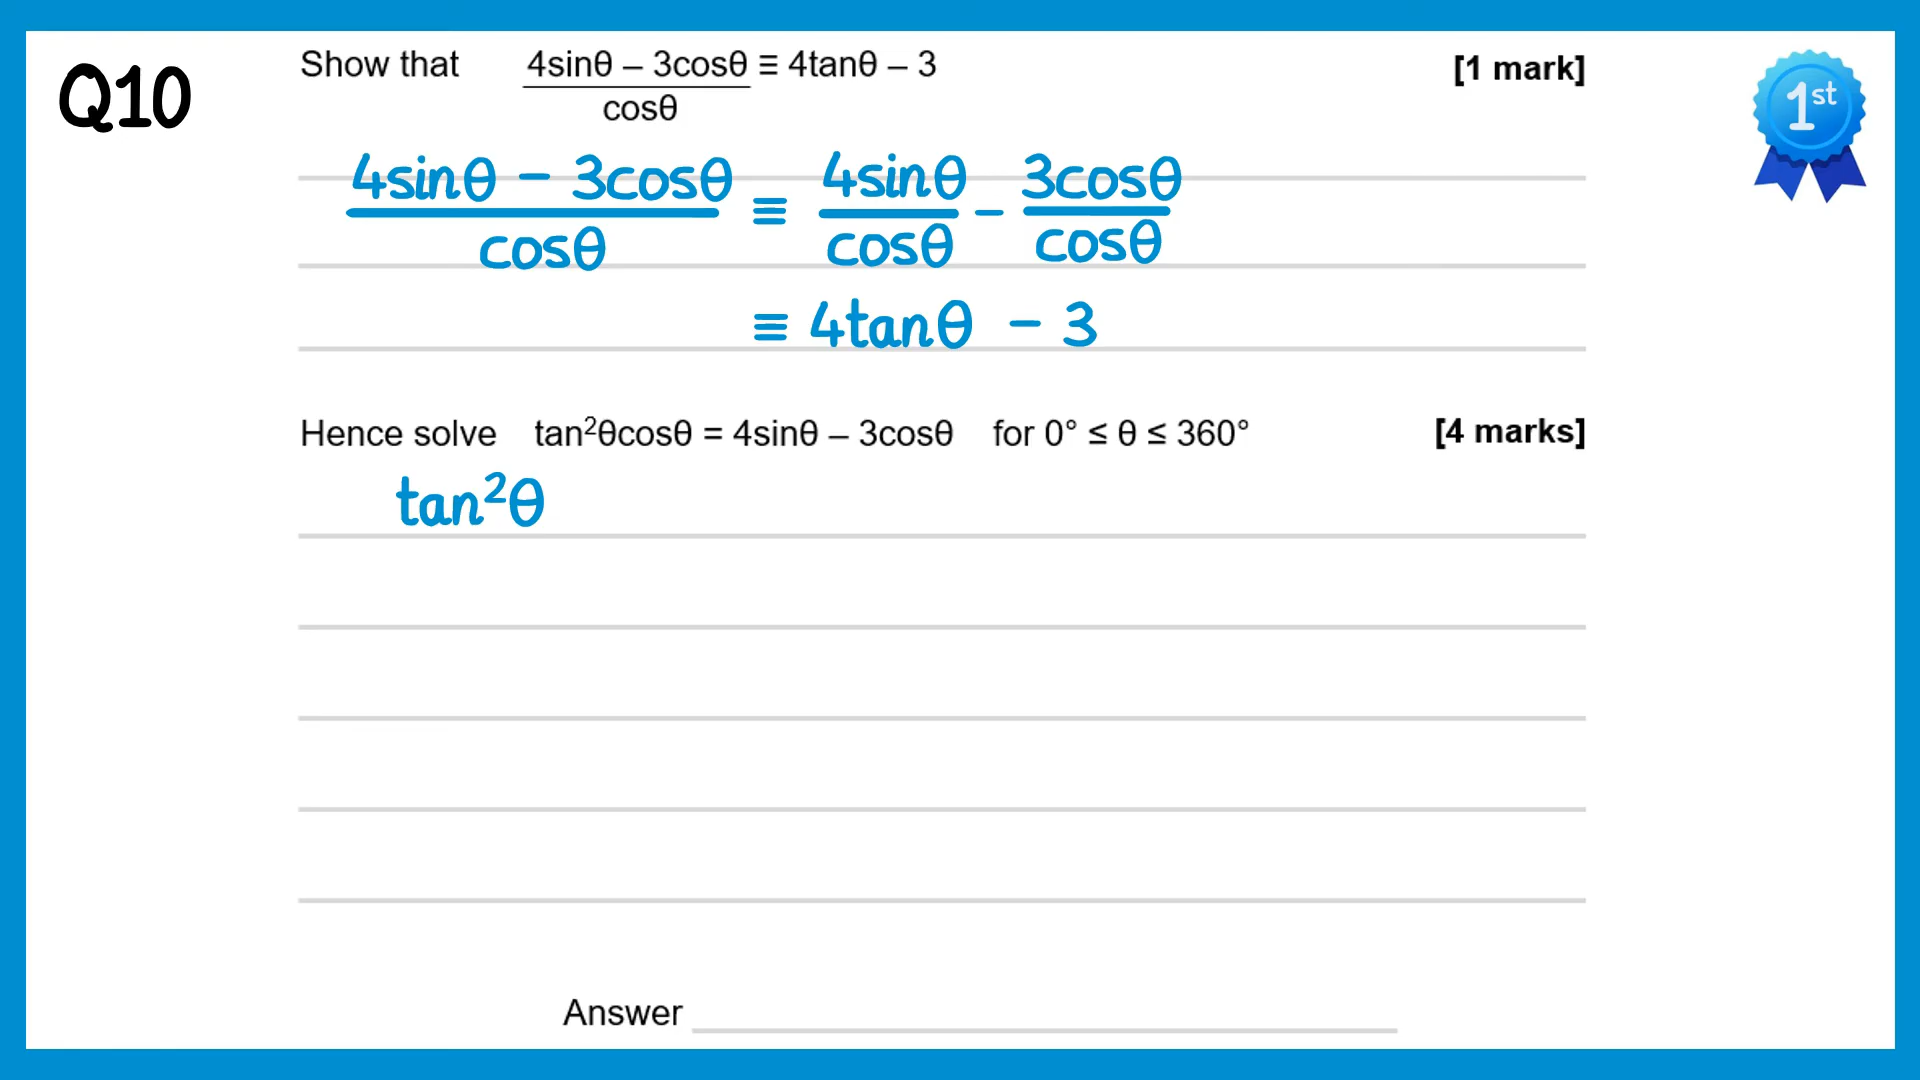 Q10
Show that 4sinθ – 3cosθ ≡ 4tanθ – 3 [1 mark]
cosθ
1st
4sinθ – 3cosθ ≡ 4sinθ – 3cosθ
cosθ cosθ cosθ
≡ 4tanθ – 3
Hence solve tan²θcosθ = 4sinθ – 3cosθ for 0° ≤ θ ≤ 360° [4 marks]
tan²θ
Answer